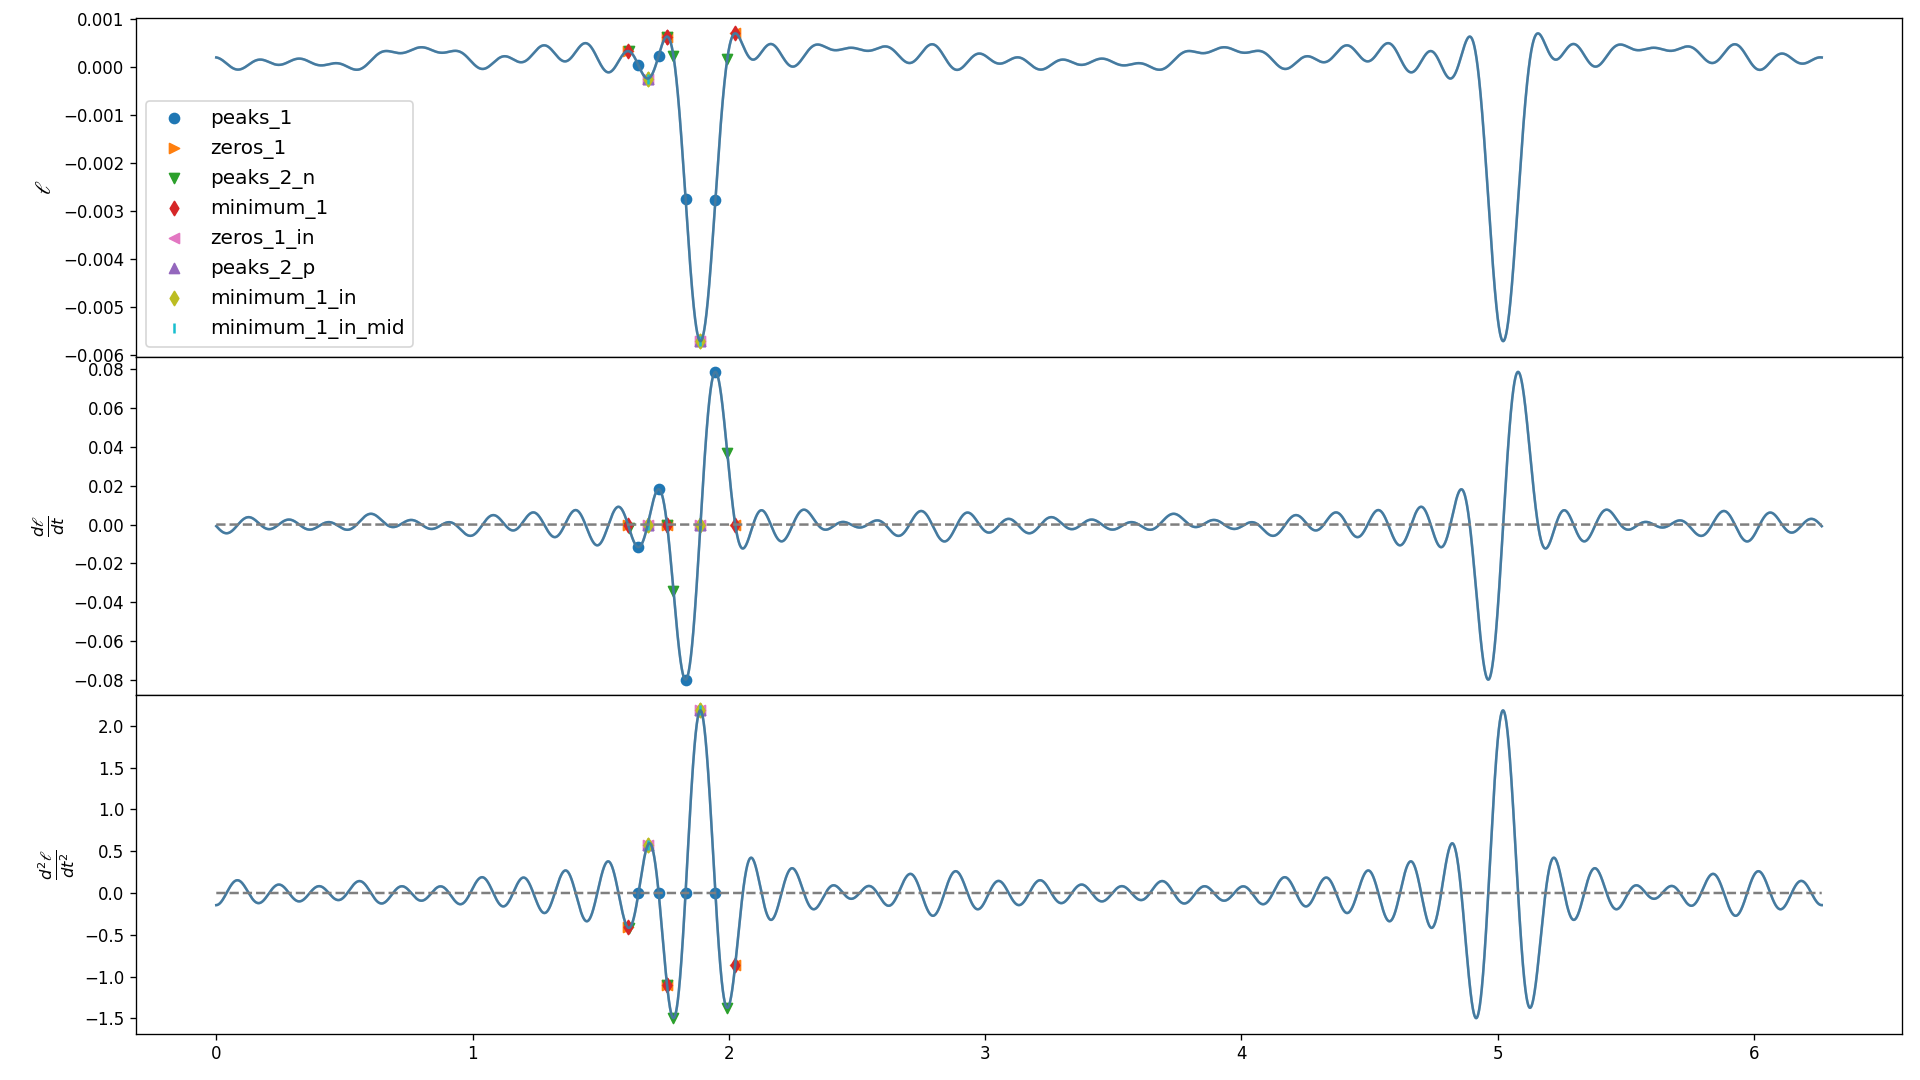 0.001
0.000
−0.001
−0.002
−0.003
−0.004
−0.005
−0.006
ℓ
peaks_1
zeros_1
peaks_2_n
minimum_1
zeros_1_in
peaks_2_p
minimum_1_in
minimum_1_in_mid
0.08
0.06
0.04
0.02
0.00
−0.02
−0.04
−0.06
−0.08
dℓ
dt
2.0
1.5
1.0
0.5
0.0
−0.5
−1.0
−1.5
d²ℓ
dt²
0 1 2 3 4 5 6